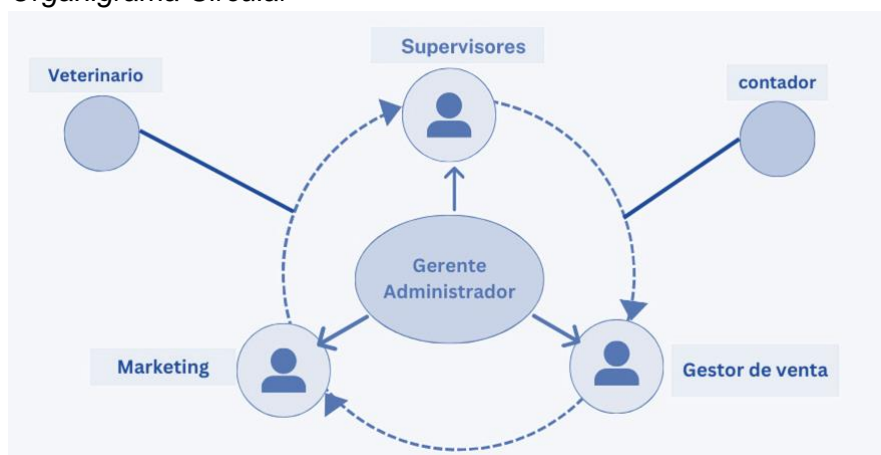 Organigrama Circular
Supervisores
Veterinario
contador
Gerente
Administrador
Marketing
Gestor de venta